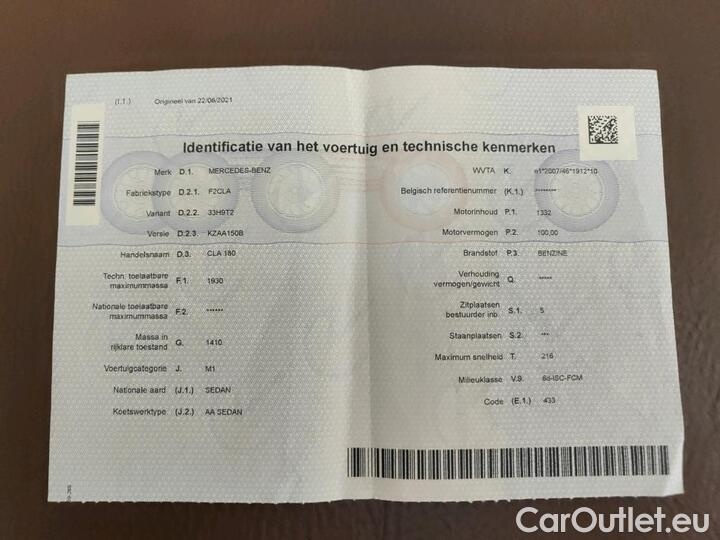 (I.1.) Origineel van 22/06/2021
Identificatie van het voertuig en technische kenmerken
Merk D.1. MERCEDES-BENZ
Fabriekstype D.2.1. F2CLA
Variant D.2.2. 33H9T2
Versie D.2.3. KZAA150B
Handelsnaam D.3. CLA 180
Techn. toelaatbare
maximummassa F.1. 1930
Nationale toelaatbare
maximummassa F.2. ******
Massa in
rijklare toestand G. 1410
Voertuigcategorie J. M1
Nationale aard (J.1.) SEDAN
Koetswerktype (J.2.) AA SEDAN
WVTA K. e1*2007/46*1912*10
Belgisch referentienummer (K.1.) ********
Motorinhoud P.1. 1332
Motorvermogen P.2. 100,00
Brandstof P.3. BENZINE
Verhouding
vermogen/gewicht Q. *****
Zitplaatsen
bestuurder inb. S.1. 5
Staanplaatsen S.2. ***
Maximum snelheid T. 216
Milieuklasse V.9. 6d-ISC-FCM
Code (E.1.) 433
CarOutlet.eu